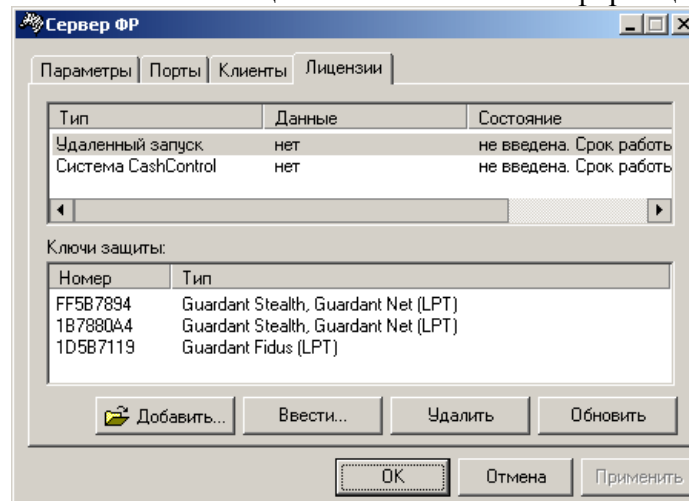 Сервер ФР
Параметры Порты Клиенты Лицензии
Тип Данные Состояние
Удаленный запуск нет не введена. Срок работь
Система CashControl нет не введена. Срок работь
Ключи защиты:
Номер Тип
FF5B7894 Guardant Stealth, Guardant Net (LPT)
1B7880A4 Guardant Stealth, Guardant Net (LPT)
1D5B7119 Guardant Fidus (LPT)
Добавить... Ввести... Удалить Обновить
OK Отмена Применить